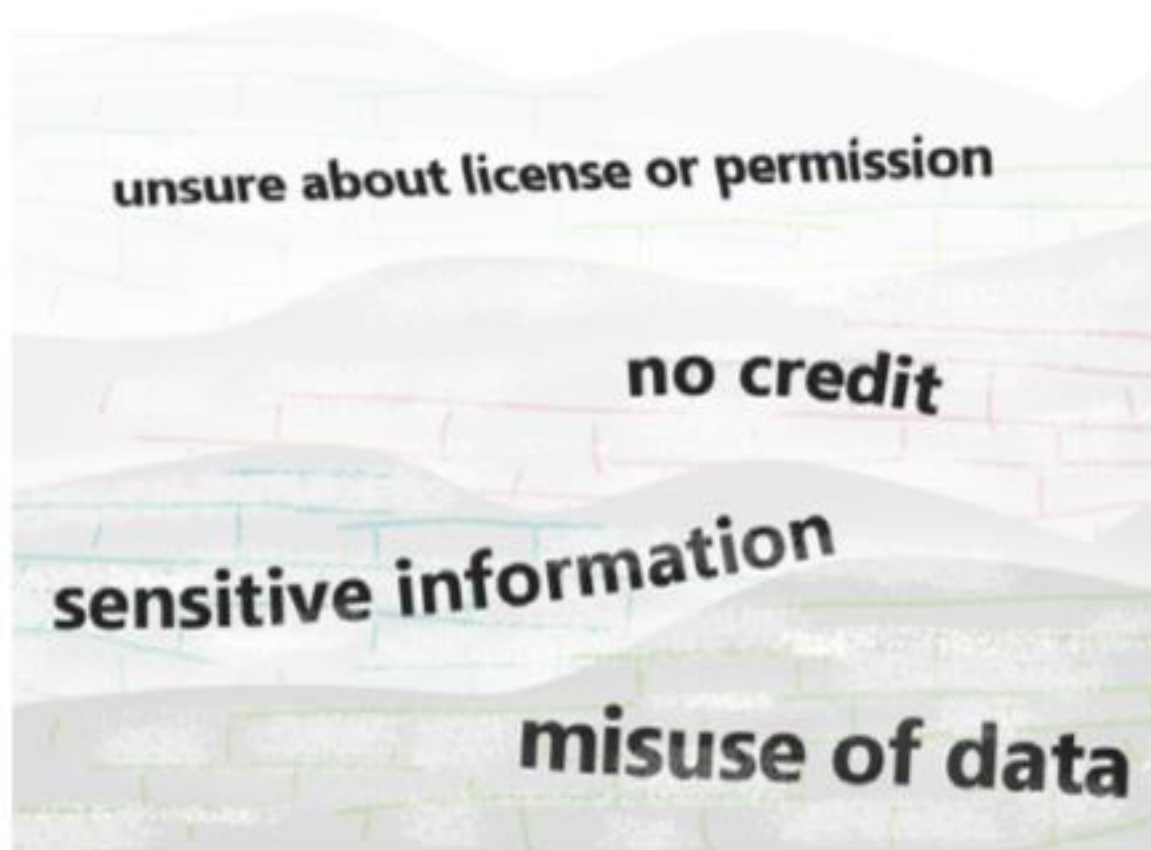 unsure about license or permission
no credit
sensitive information
misuse of data